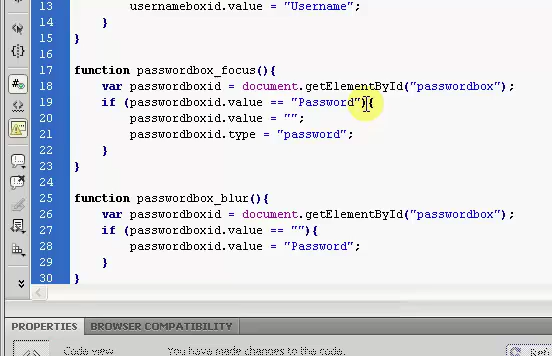 13 usernameboxid.value = "Username";
14 }
15 }
16
17 function passwordbox_focus(){
18 var passwordboxid = document.getElementById("passwordbox");
19 if (passwordboxid.value == "Password"){
20 passwordboxid.value = "";
21 passwordboxid.type = "password";
22 }
23 }
24
25 function passwordbox_blur(){
26 var passwordboxid = document.getElementById("passwordbox");
27 if (passwordboxid.value == ""){
28 passwordboxid.value = "Password";
29 }
30 }
PROPERTIES BROWSER COMPATIBILITY
Code view You have made changes to the code.